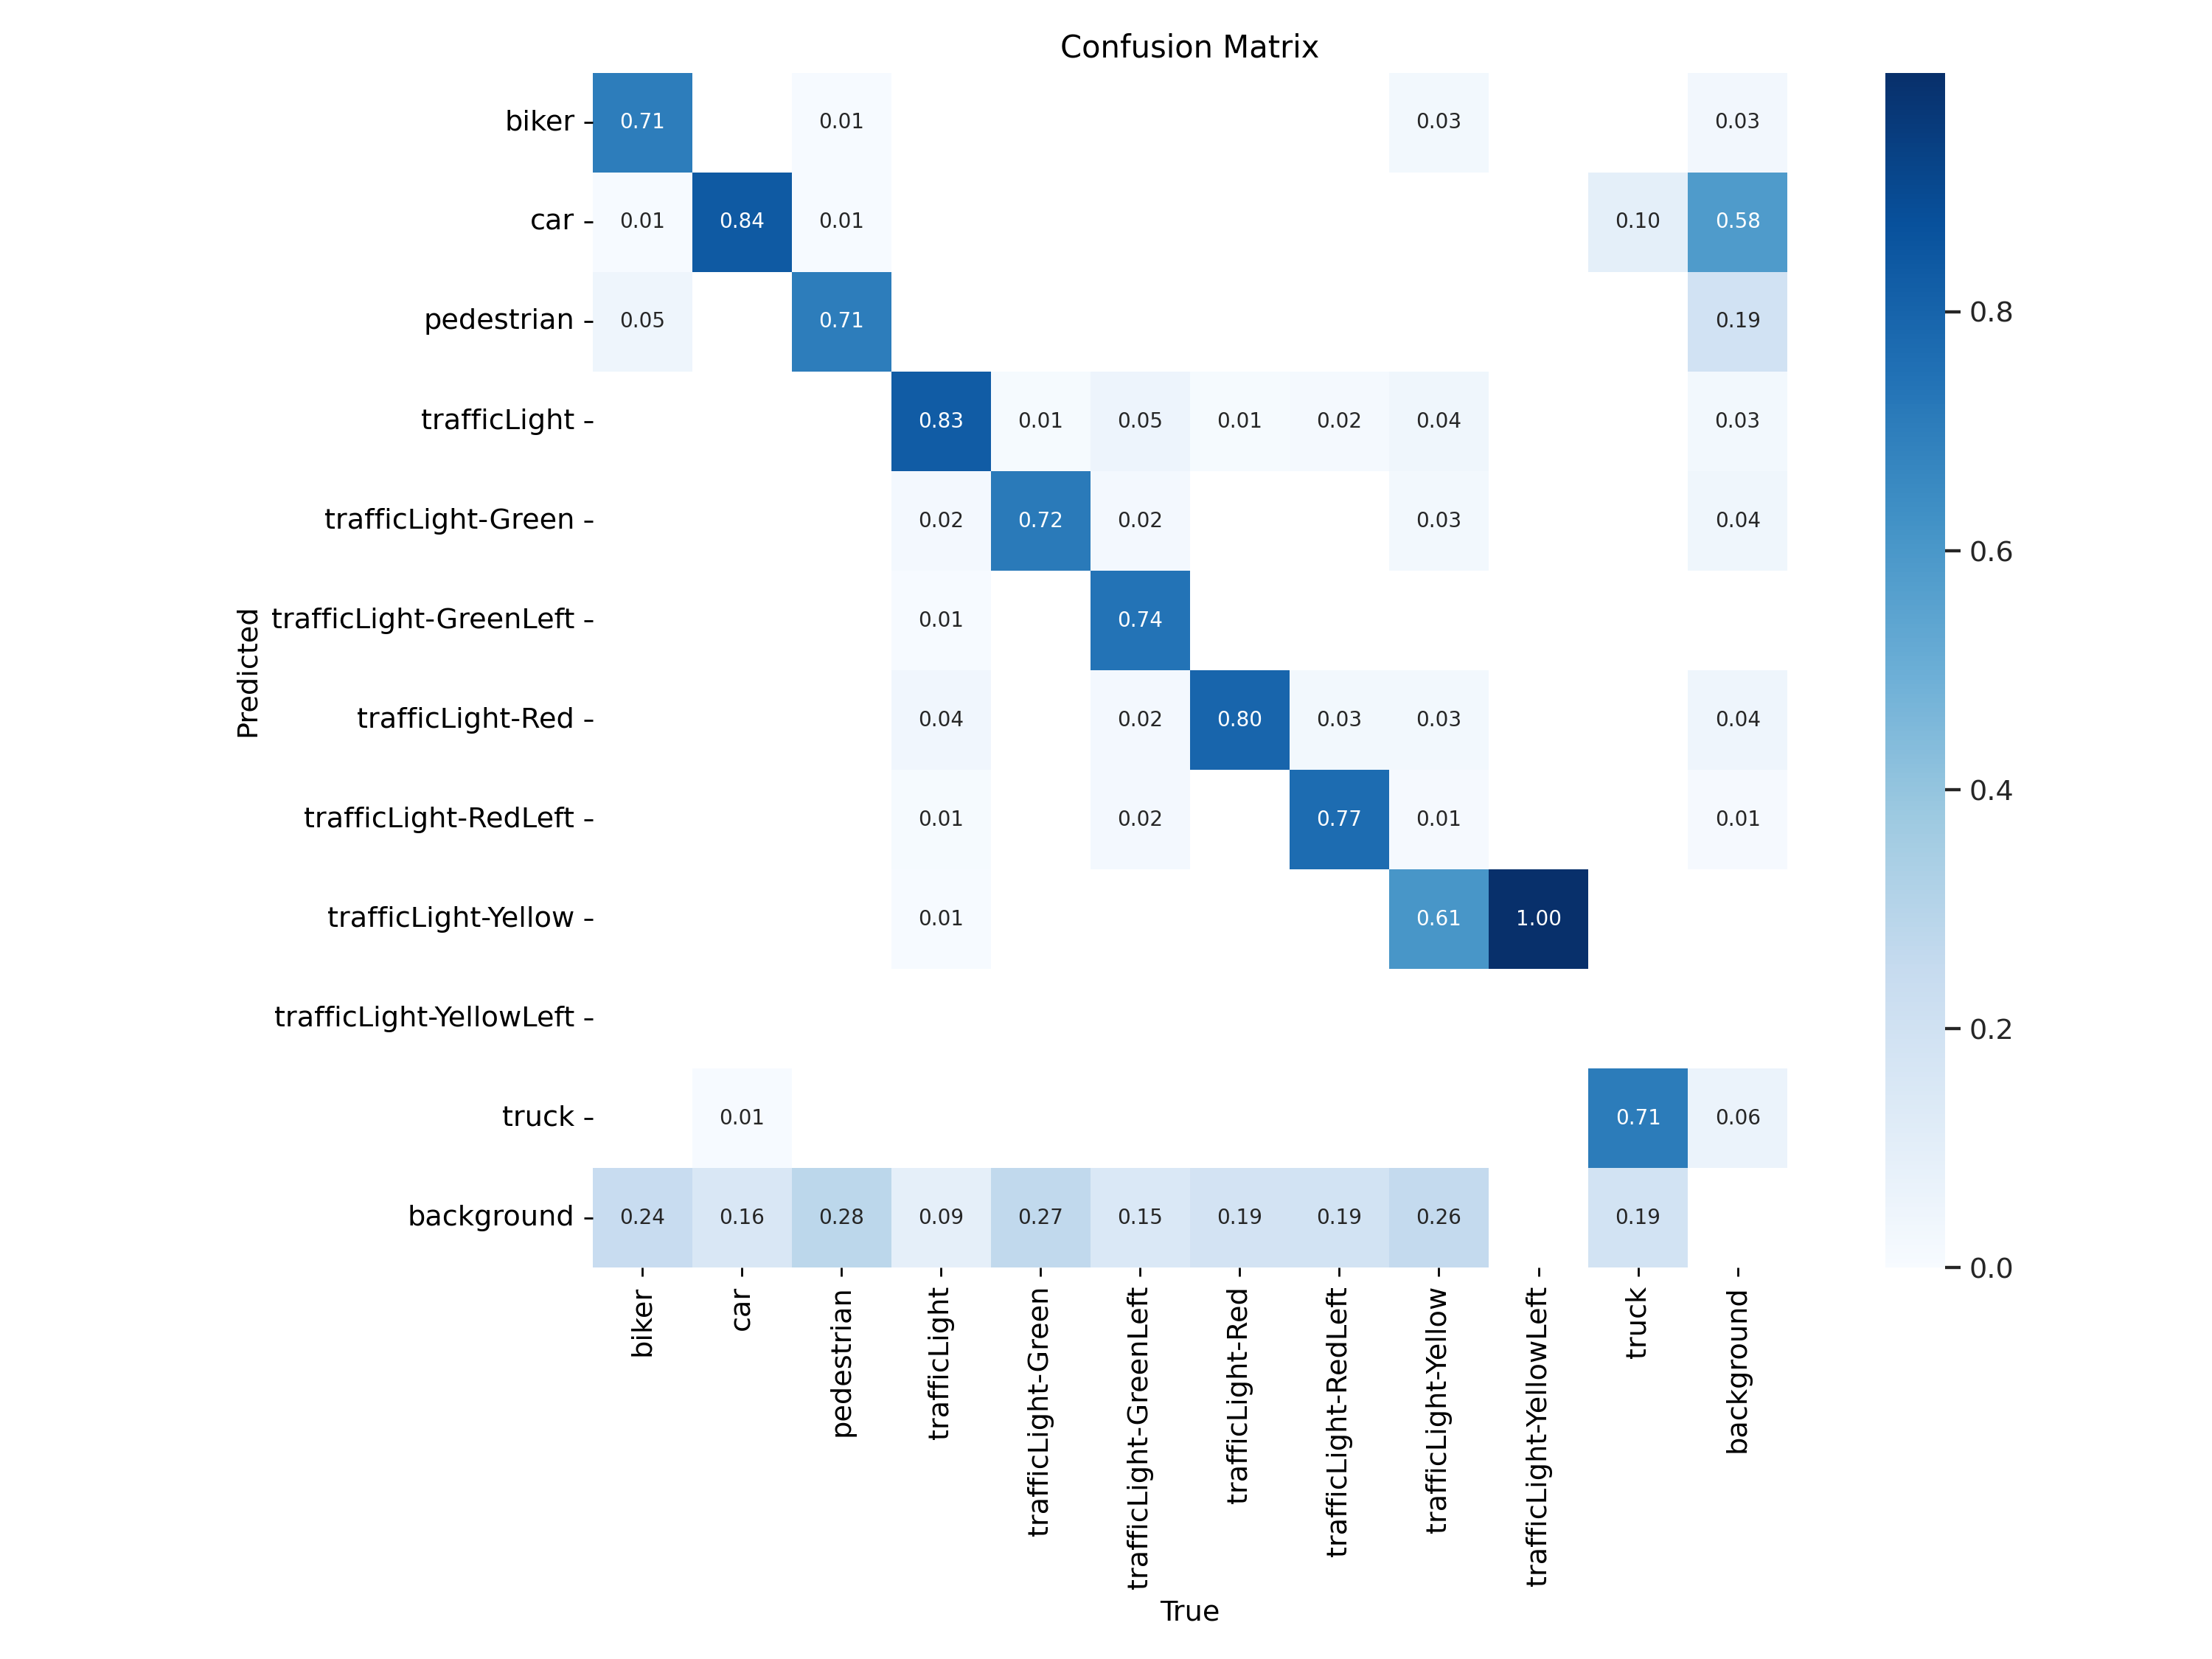 Confusion Matrix
biker 0.71 0.01 0.03 0.03
car 0.01 0.84 0.01 0.10 0.58
pedestrian 0.05 0.71 0.19
trafficLight 0.83 0.01 0.05 0.01 0.02 0.04 0.03
trafficLight-Green 0.02 0.72 0.02 0.03 0.04
trafficLight-GreenLeft 0.01 0.74
trafficLight-Red 0.04 0.02 0.80 0.03 0.03 0.04
trafficLight-RedLeft 0.01 0.02 0.77 0.01 0.01
trafficLight-Yellow 0.01 0.61 1.00
trafficLight-YellowLeft
truck 0.01 0.71 0.06
background 0.24 0.16 0.28 0.09 0.27 0.15 0.19 0.19 0.26 0.19
Predicted
biker
car
pedestrian
trafficLight
trafficLight-Green
trafficLight-GreenLeft
trafficLight-Red
trafficLight-RedLeft
trafficLight-Yellow
trafficLight-YellowLeft
truck
background
True
0.8
0.6
0.4
0.2
0.0